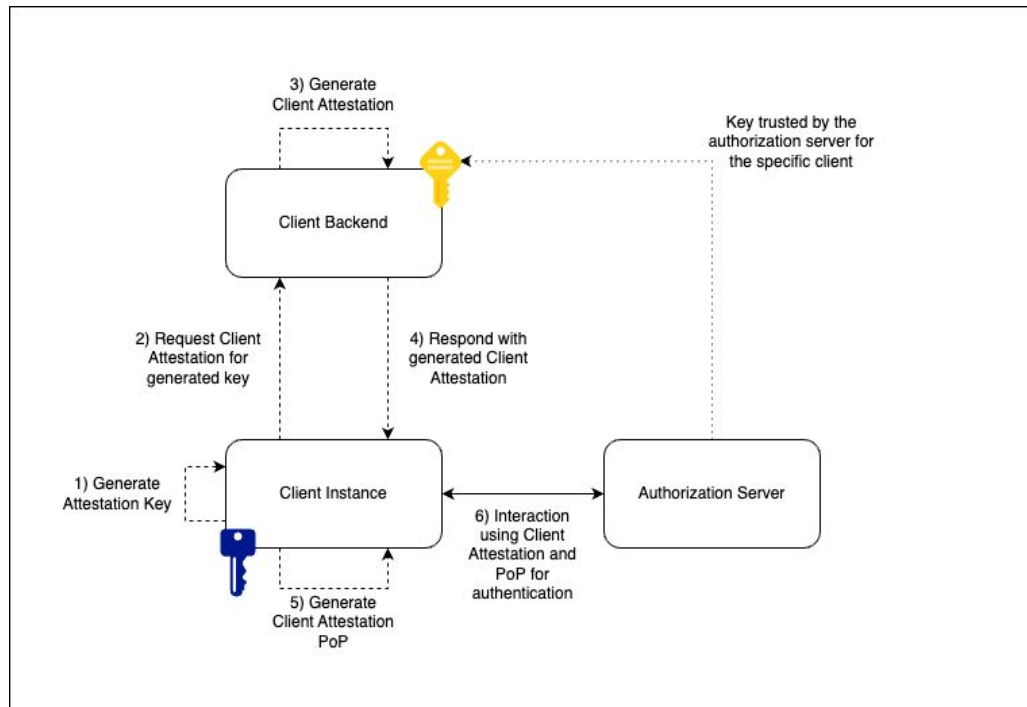 3) Generate
Client Attestation
Key trusted by the
authorization server for
the specific client
Client Backend
2) Request Client
Attestation for
generated key
4) Respond with
generated Client
Attestation
1) Generate
Attestation Key
Client Instance
Authorization Server
6) Interaction
using Client
Attestation and
PoP for
authentication
5) Generate
Client Attestation
PoP